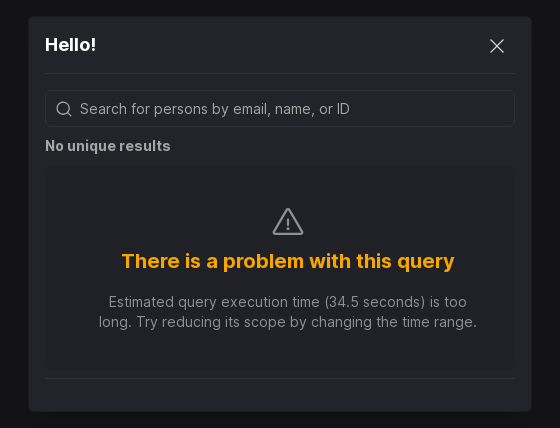 Hello!
Search for persons by email, name, or ID
No unique results
There is a problem with this query
Estimated query execution time (34.5 seconds) is too
long. Try reducing its scope by changing the time range.